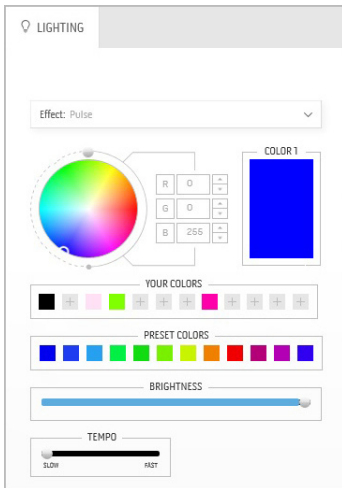 LIGHTING
Effect: Pulse
COLOR 1
R 0
G 0
B 255
YOUR COLORS
PRESET COLORS
BRIGHTNESS
TEMPO
SLOW FAST